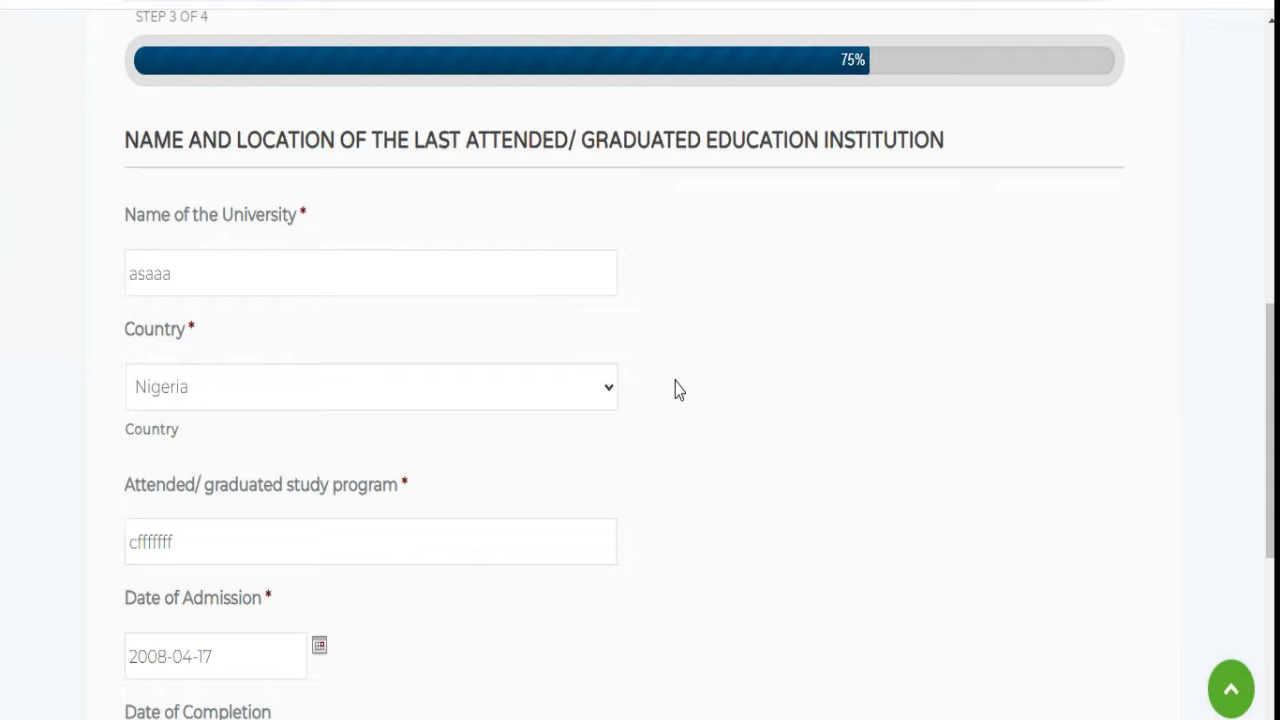 STEP 3 OF 4
75%
NAME AND LOCATION OF THE LAST ATTENDED/ GRADUATED EDUCATION INSTITUTION
Name of the University *
asaaa
Country *
Nigeria
Country
Attended/ graduated study program *
cfffffff
Date of Admission *
2008-04-17
Date of Completion